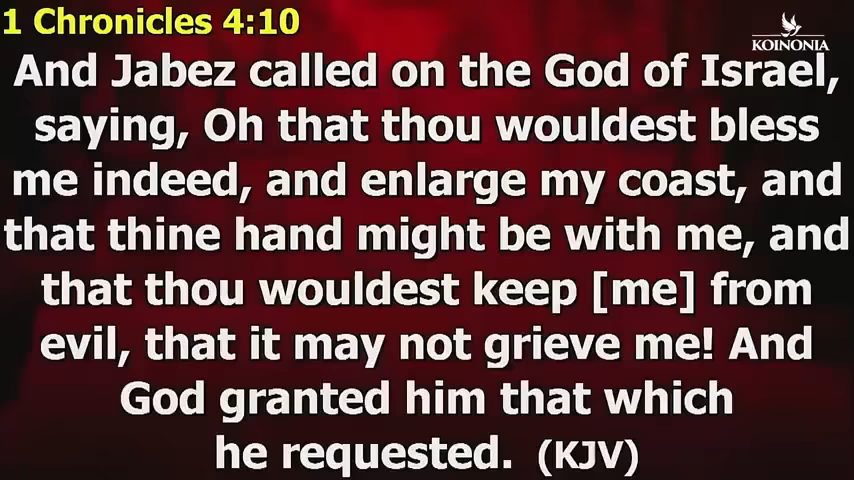 1 Chronicles 4:10
KOINONIA
And Jabez called on the God of Israel,
saying, Oh that thou wouldest bless
me indeed, and enlarge my coast, and
that thine hand might be with me, and
that thou wouldest keep [me] from
evil, that it may not grieve me! And
God granted him that which
he requested. (KJV)